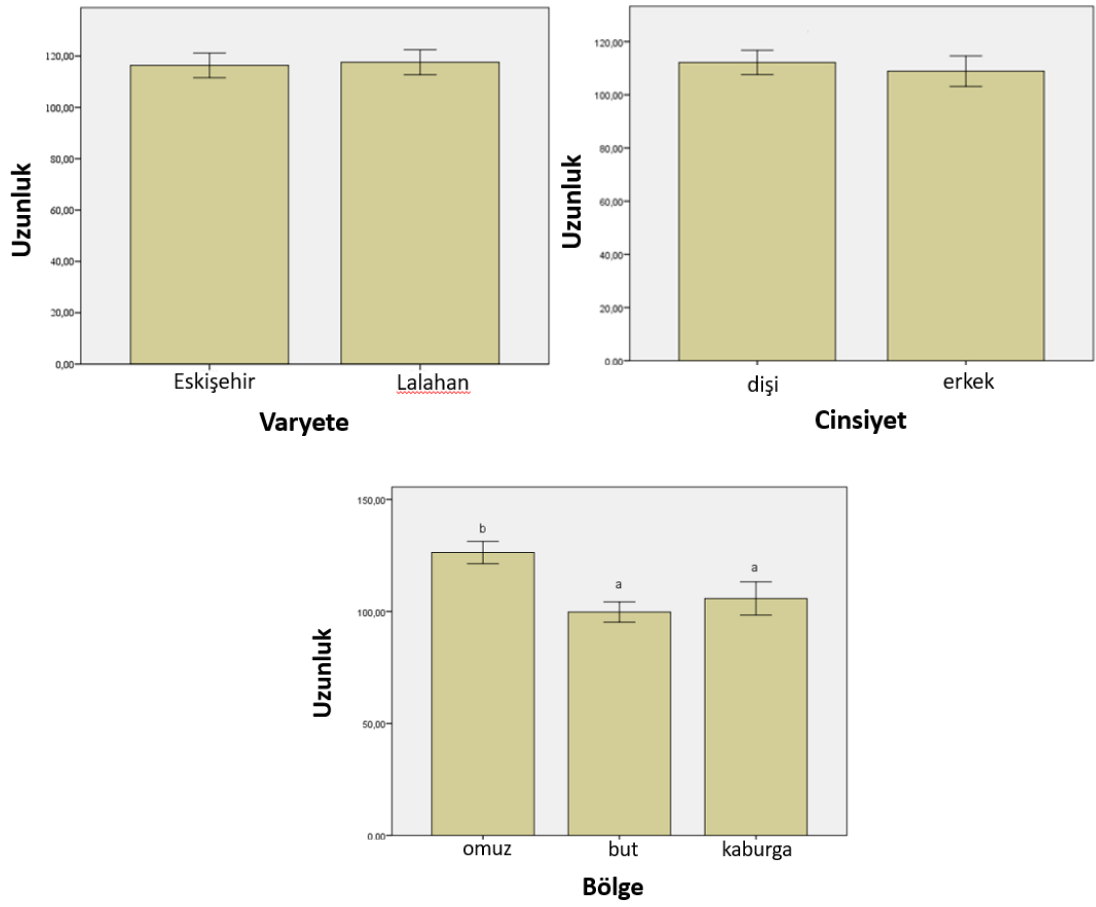 120,00
100,00
80,00
60,00
40,00
20,00
0,00
Uzunluk
Eskişehir Lalahan
Varyete
120,00
100,00
80,00
60,00
40,00
20,00
0,00
Uzunluk
dişi erkek
Cinsiyet
150,00
100,00
50,00
0,00
Uzunluk
b
a
a
omuz but kaburga
Bölge